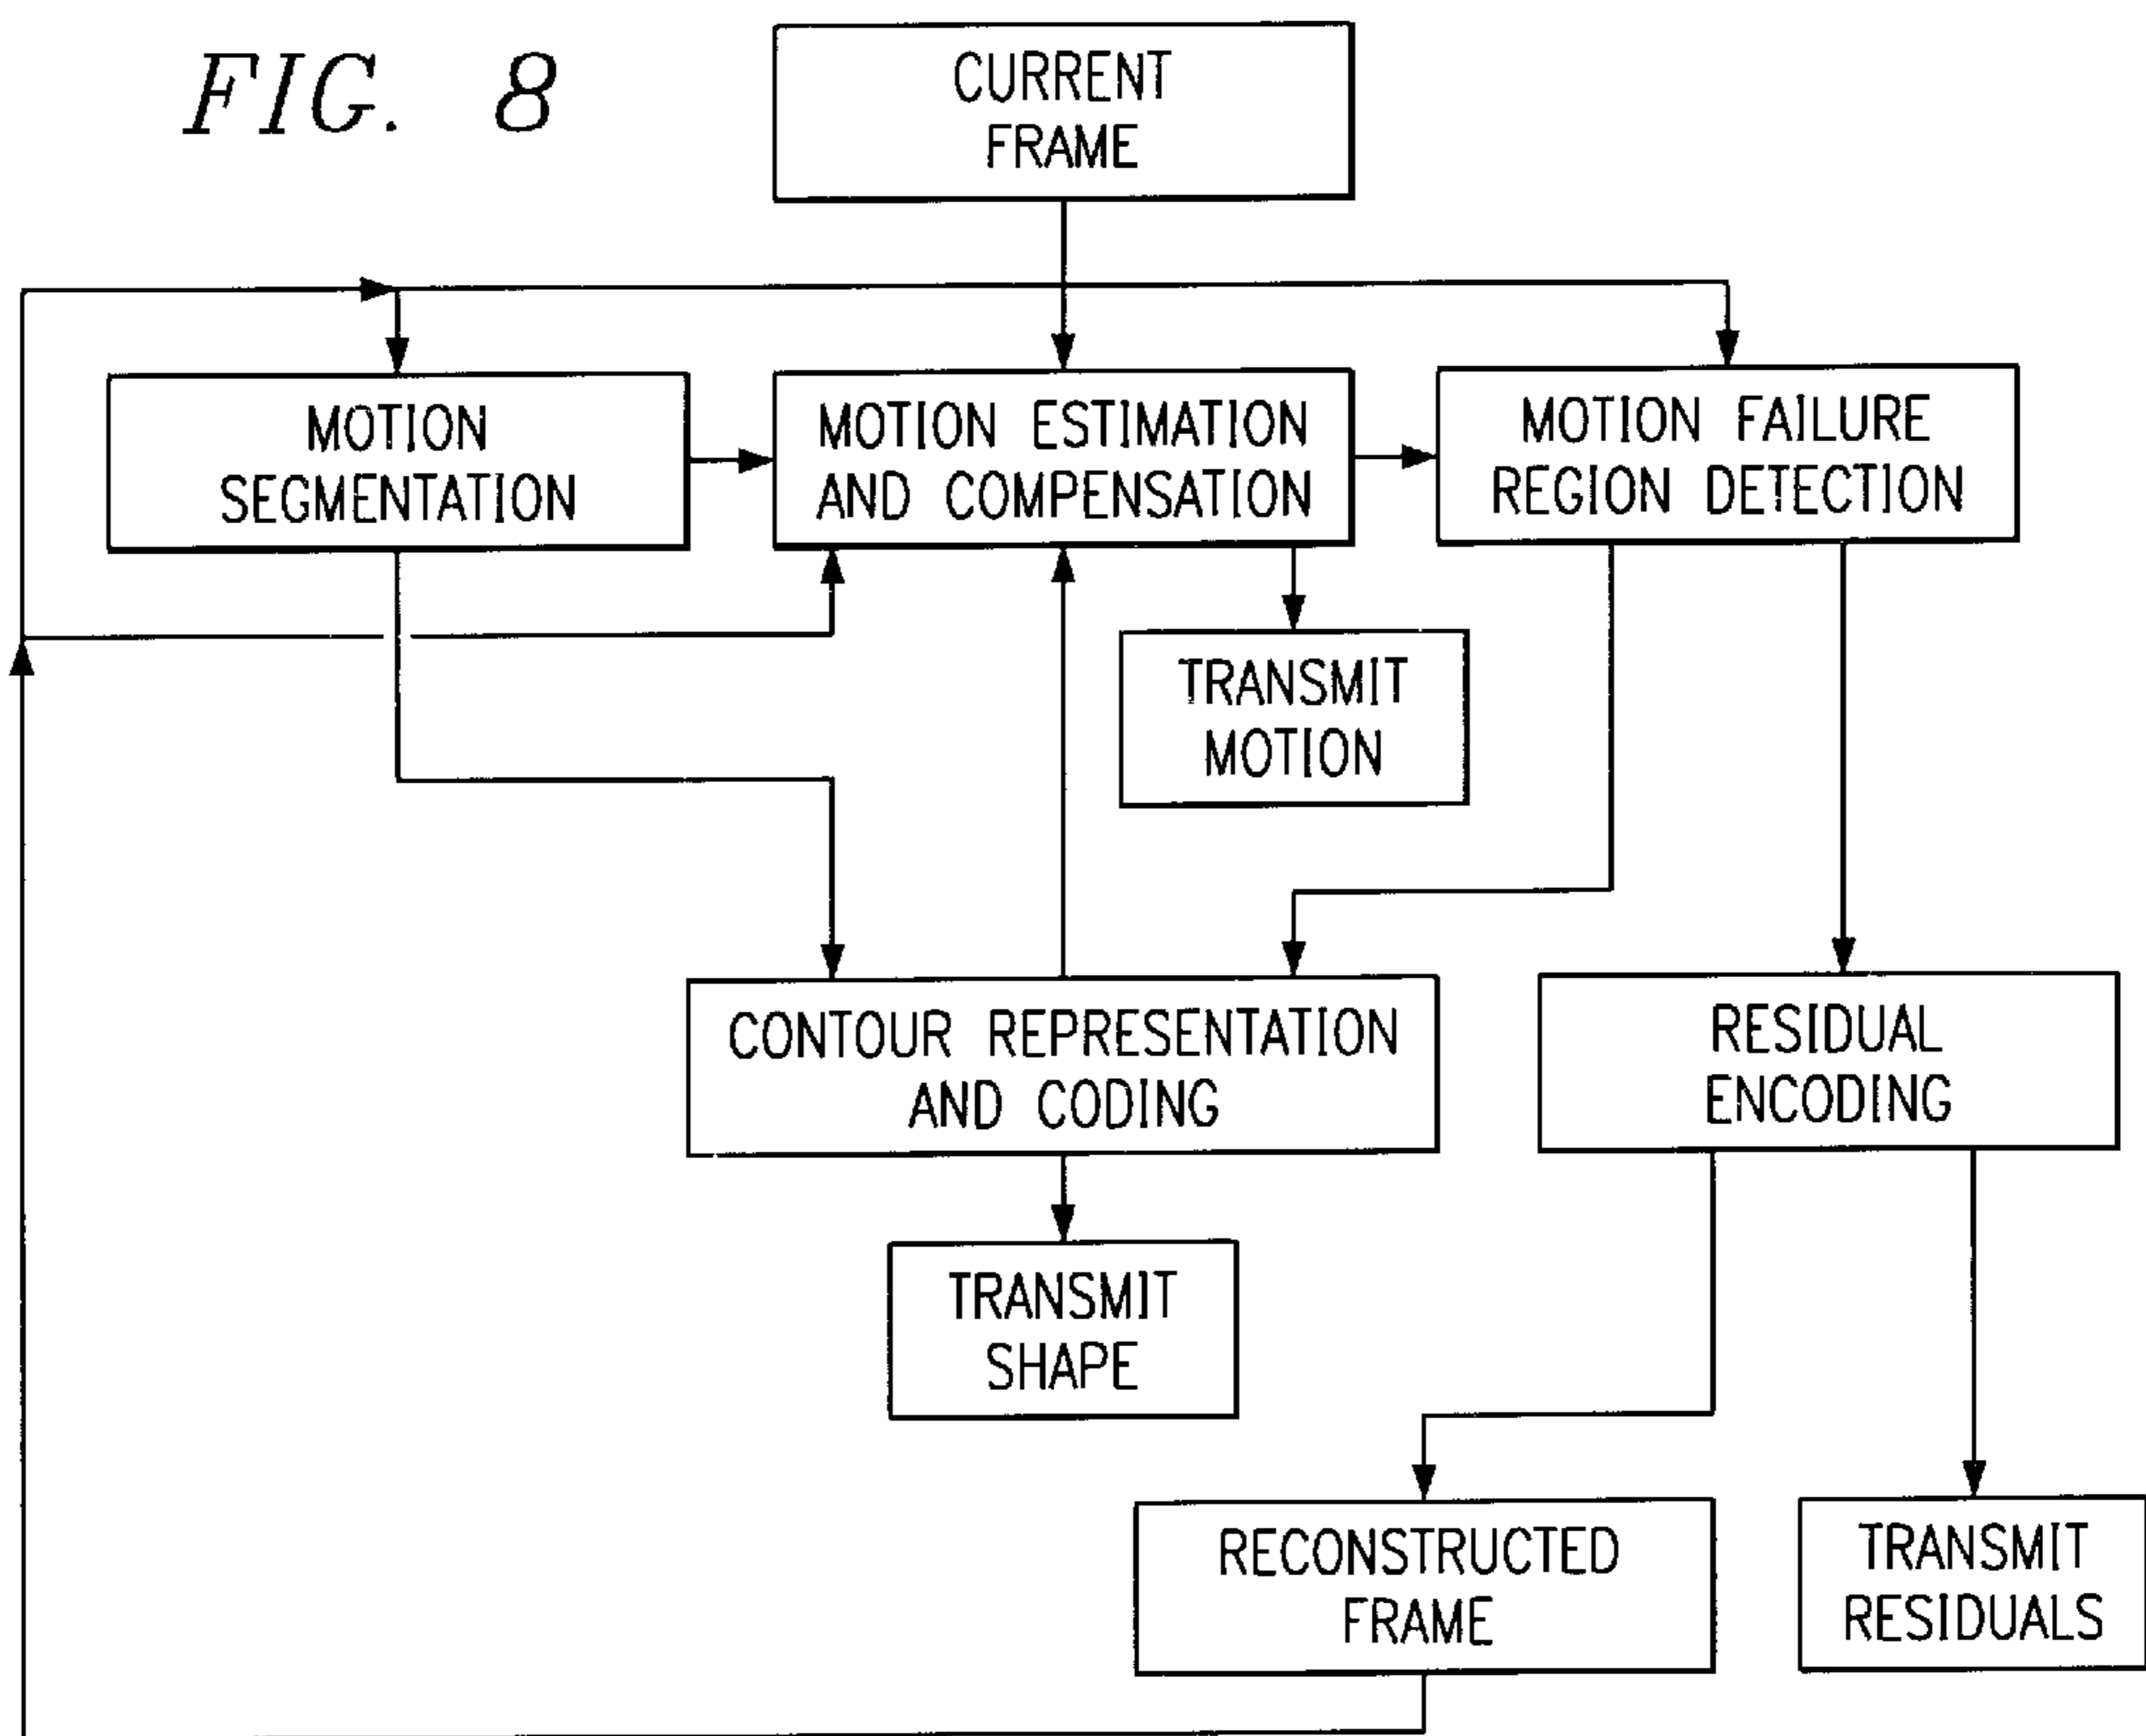 FIG. 8
CURRENT
FRAME
MOTION
SEGMENTATION
MOTION ESTIMATION
AND COMPENSATION
MOTION FAILURE
REGION DETECTION
TRANSMIT
MOTION
CONTOUR REPRESENTATION
AND CODING
RESIDUAL
ENCODING
TRANSMIT
SHAPE
RECONSTRUCTED
FRAME
TRANSMIT
RESIDUALS